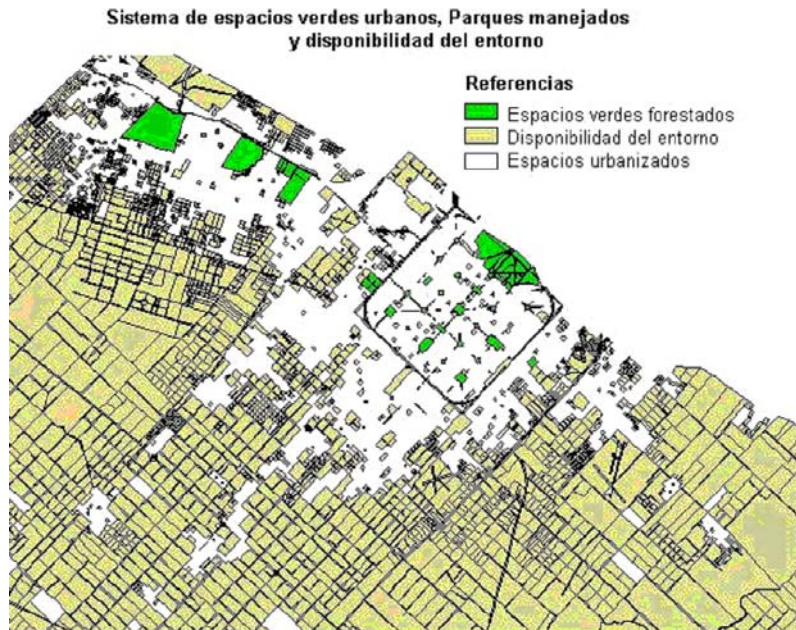 Sistema de espacios verdes urbanos, Parques manejados
y disponibilidad del entorno
Referencias
Espacios verdes forestados
Disponibilidad del entorno
Espacios urbanizados